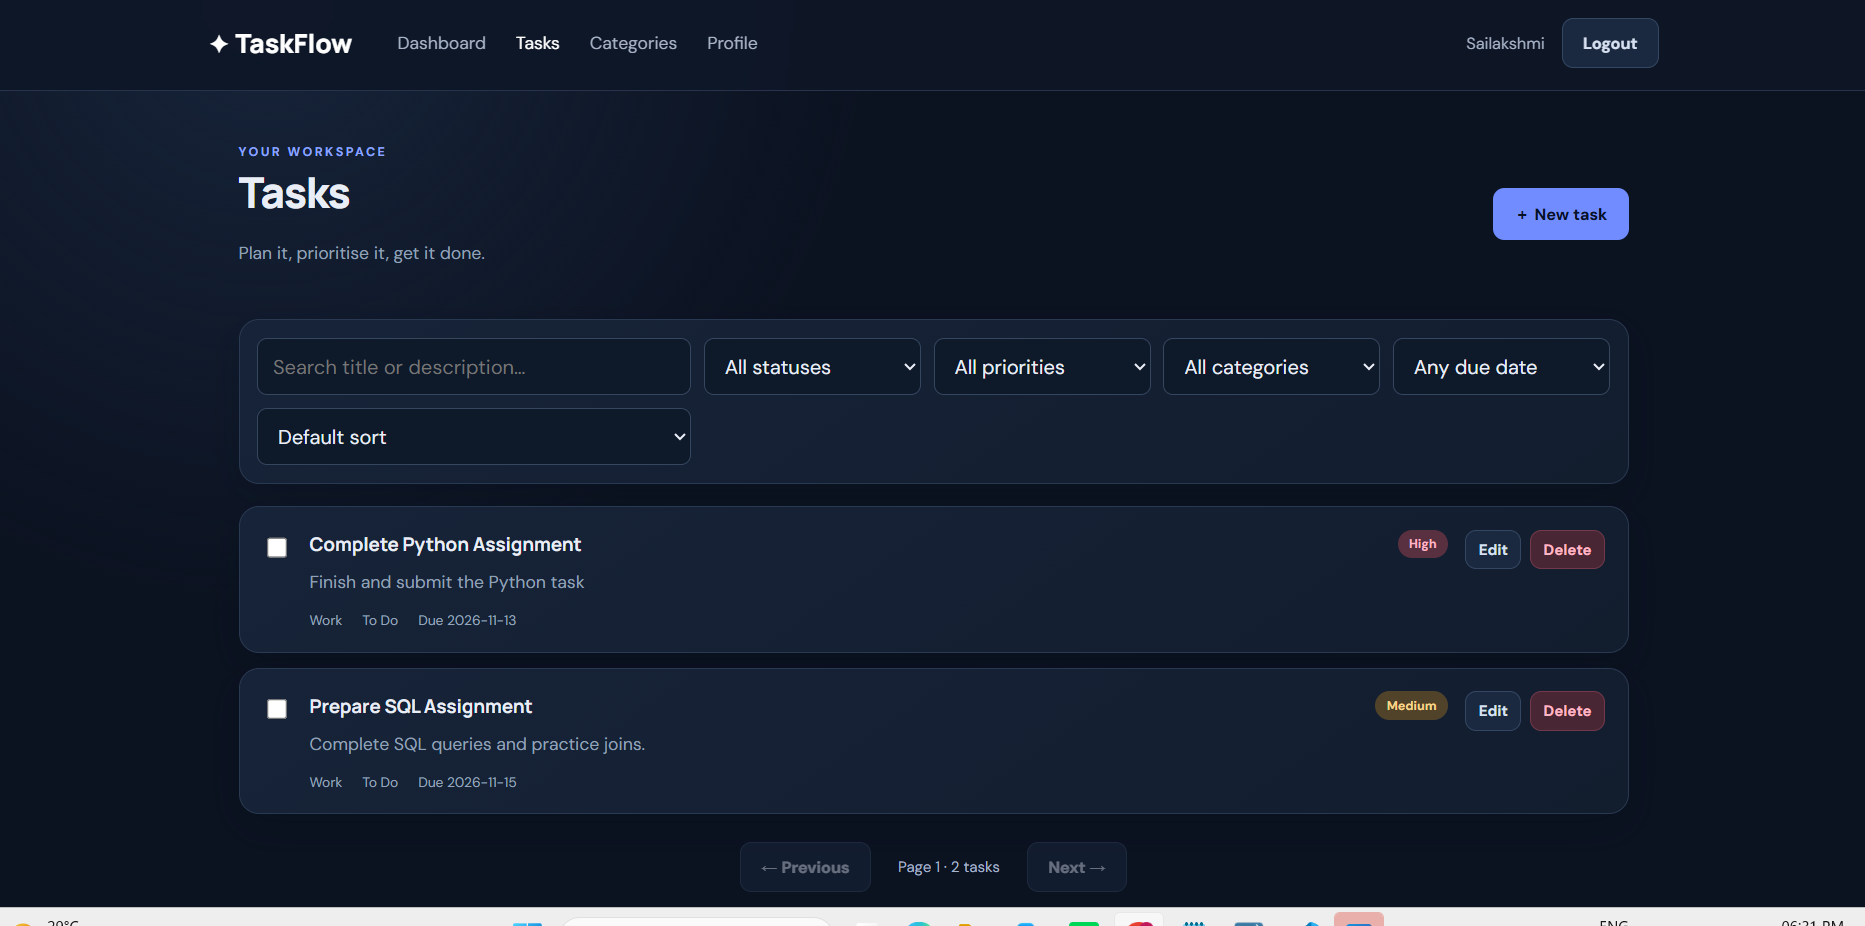 ✦ TaskFlow Dashboard Tasks Categories Profile Sailakshmi Logout
YOUR WORKSPACE
Tasks
+ New task
Plan it, prioritise it, get it done.
Search title or description... All statuses All priorities All categories Any due date
Default sort
Complete Python Assignment High Edit Delete
Finish and submit the Python task
Work To Do Due 2026-11-13
Prepare SQL Assignment Medium Edit Delete
Complete SQL queries and practice joins.
Work To Do Due 2026-11-15
← Previous Page 1 · 2 tasks Next →
ENG 06:31 PM